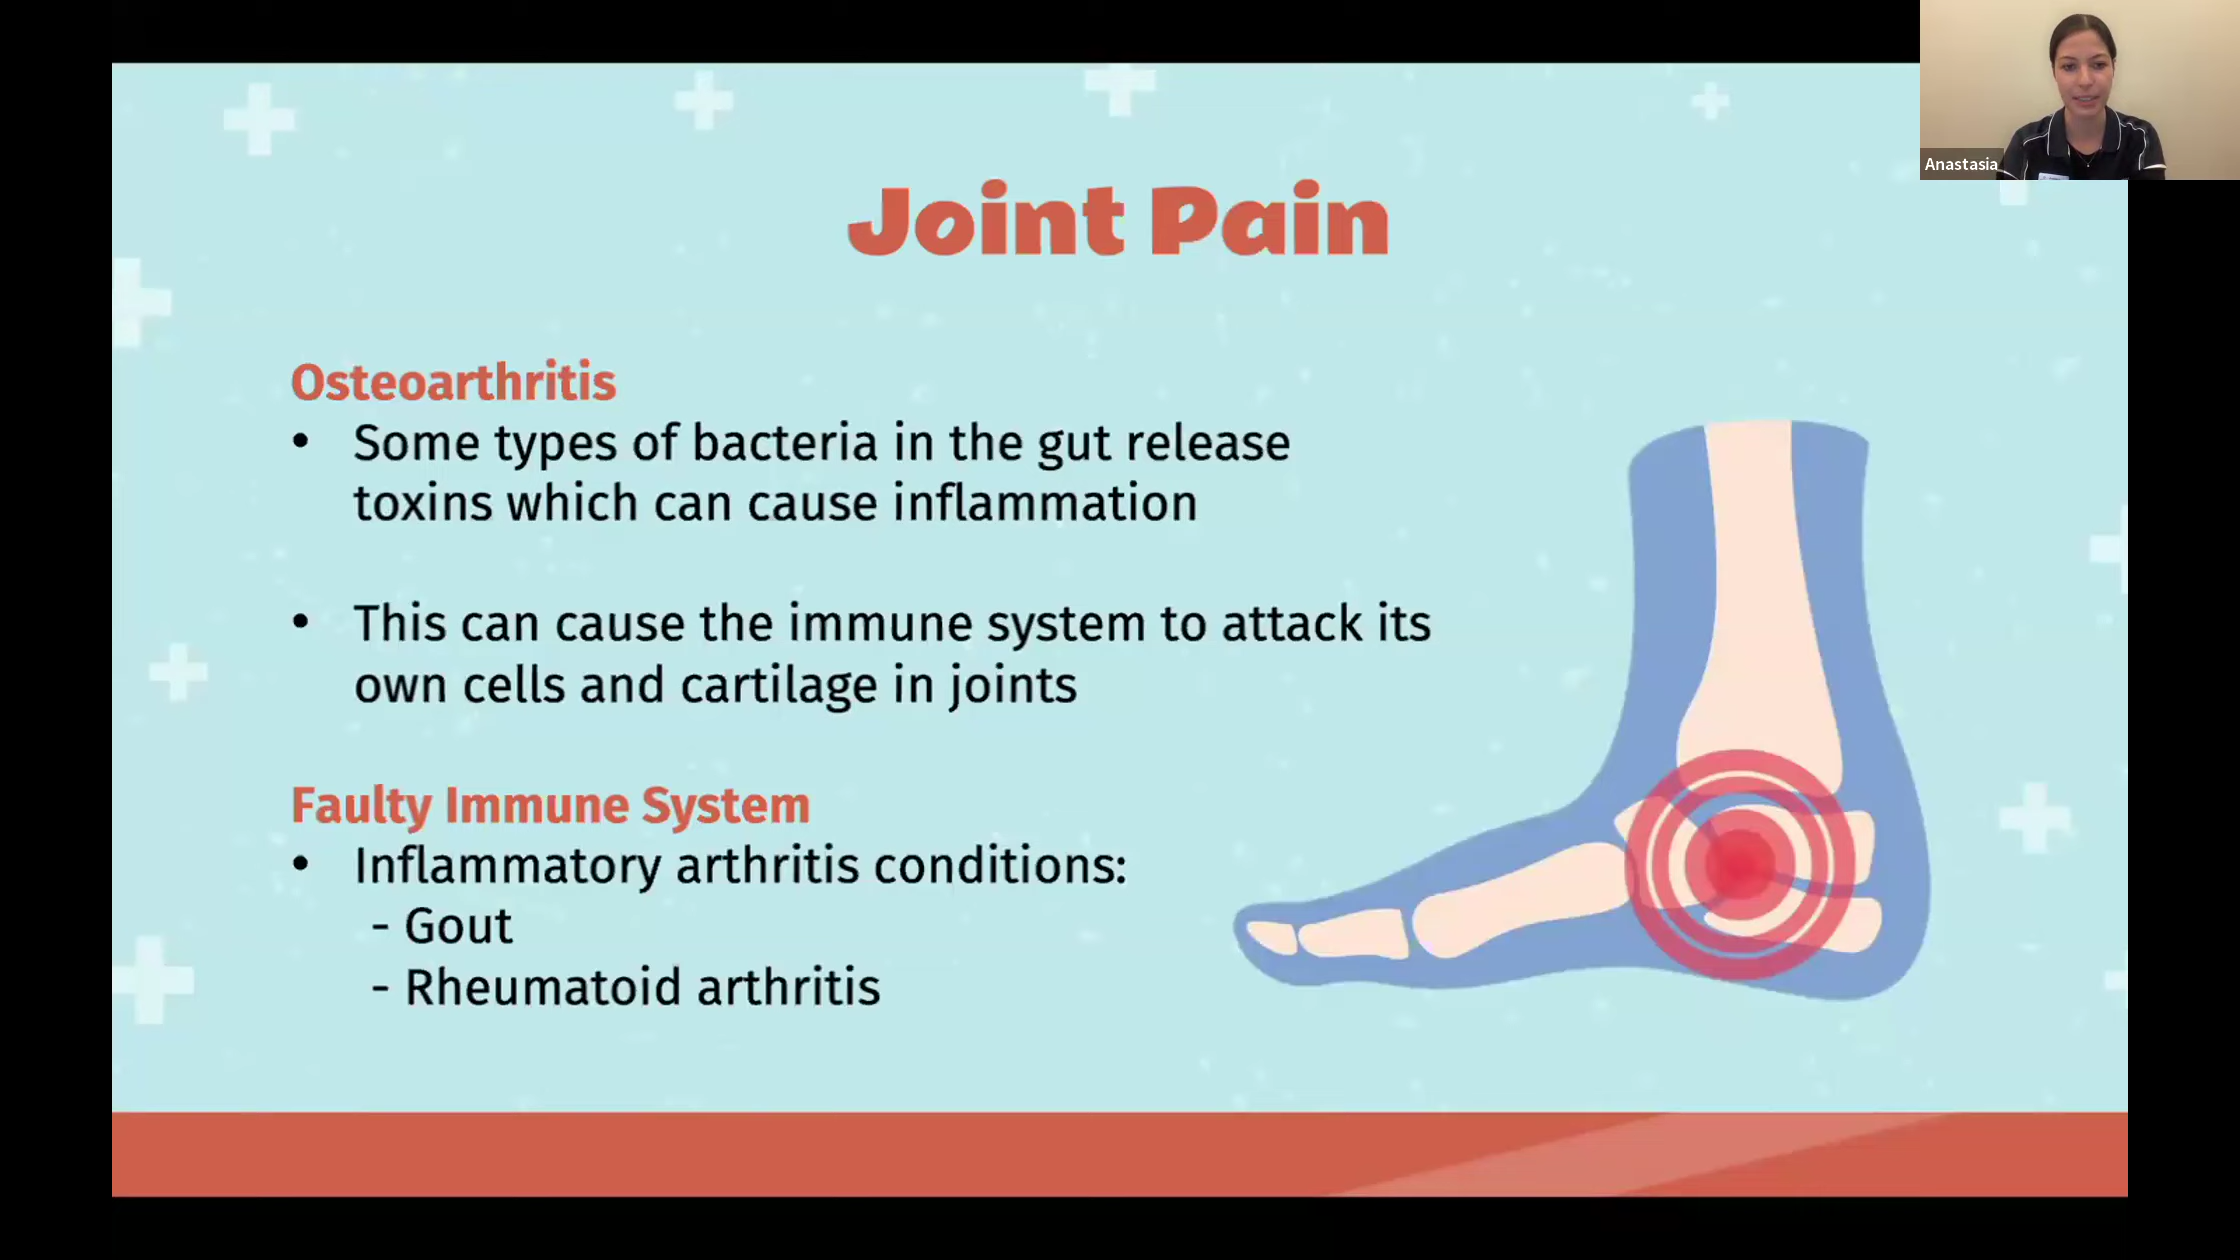 Anastasia
Joint Pain
Osteoarthritis
• Some types of bacteria in the gut release
toxins which can cause inflammation
• This can cause the immune system to attack its
own cells and cartilage in joints
Faulty Immune System
• Inflammatory arthritis conditions:
- Gout
- Rheumatoid arthritis